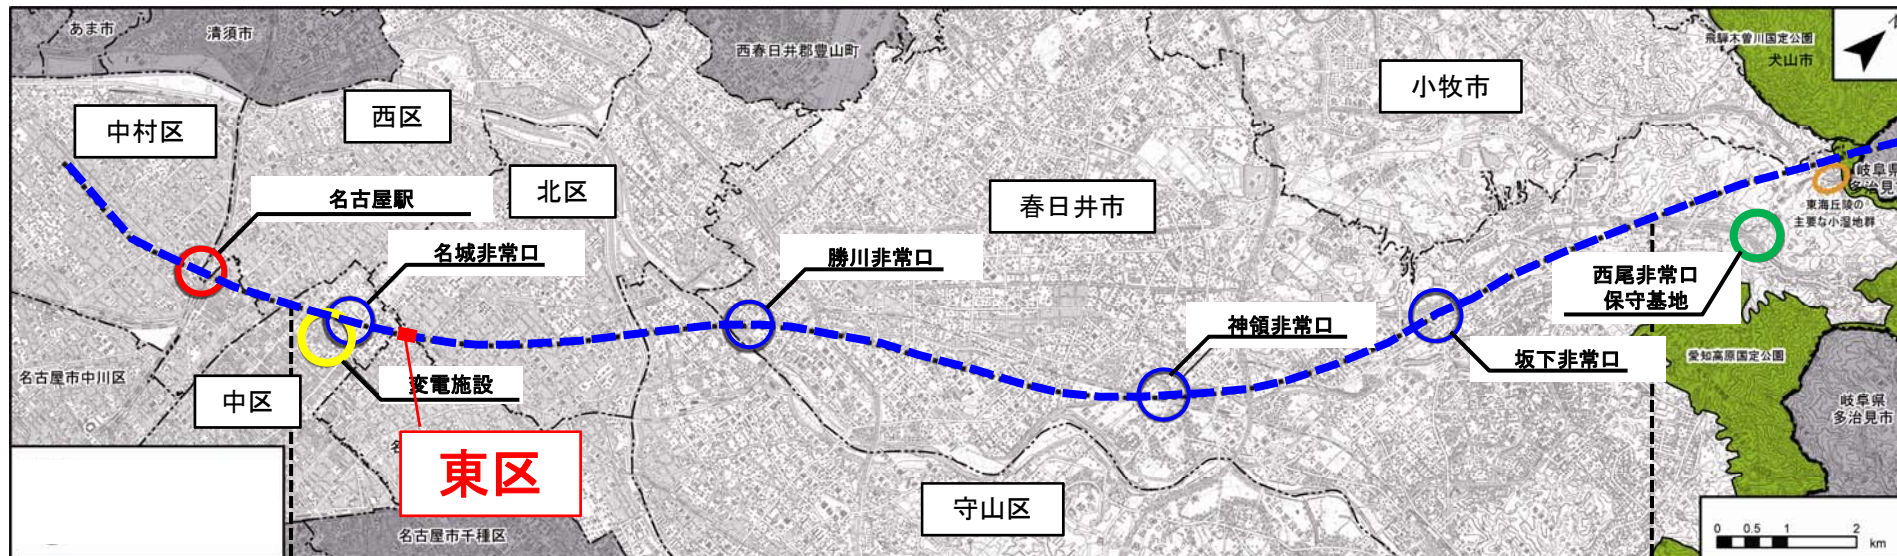 あま市
清須市
西春日井郡豊山町
飛騨木曽川国定公園
犬山市
小牧市
西区
中村区
北区
名古屋駅
春日井市
岐阜県
多治見
東海丘陵の
主要な小湿地群
名城非常口
勝川非常口
西尾非常口
保守基地
神領非常口
坂下非常口
愛知高原国定公園
名古屋市中川区
変電施設
中区
岐阜県
多治見市
東区
守山区
名古屋市千種区
0 0.5 1 2
km